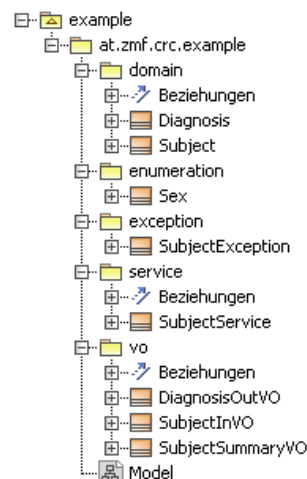 example
at.zmf.crc.example
domain
Beziehungen
Diagnosis
Subject
enumeration
Sex
exception
SubjectException
service
Beziehungen
SubjectService
vo
Beziehungen
DiagnosisOutVO
SubjectInVO
SubjectSummaryVO
Model